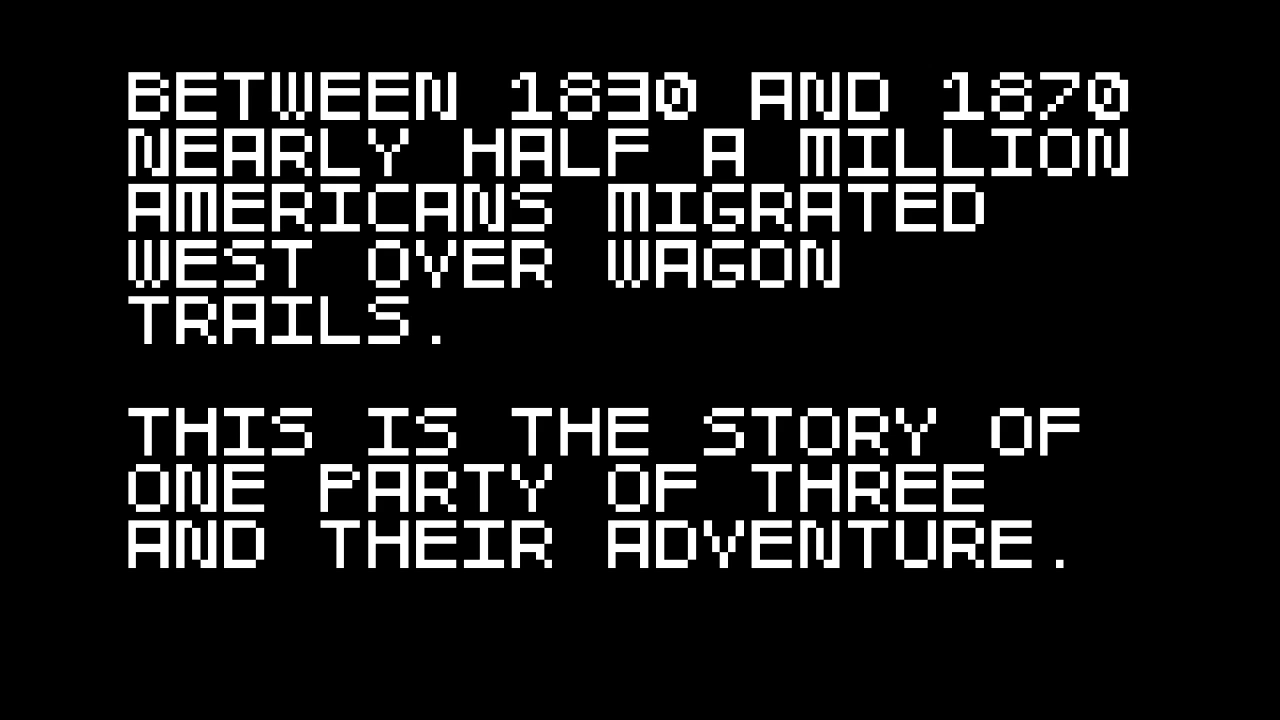 BETWEEN 1830 AND 1870
NEARLY HALF A MILLION
AMERICANS MIGRATED
WEST OVER WAGON
TRAILS.
THIS IS THE STORY OF
ONE PARTY OF THREE
AND THEIR ADVENTURE.